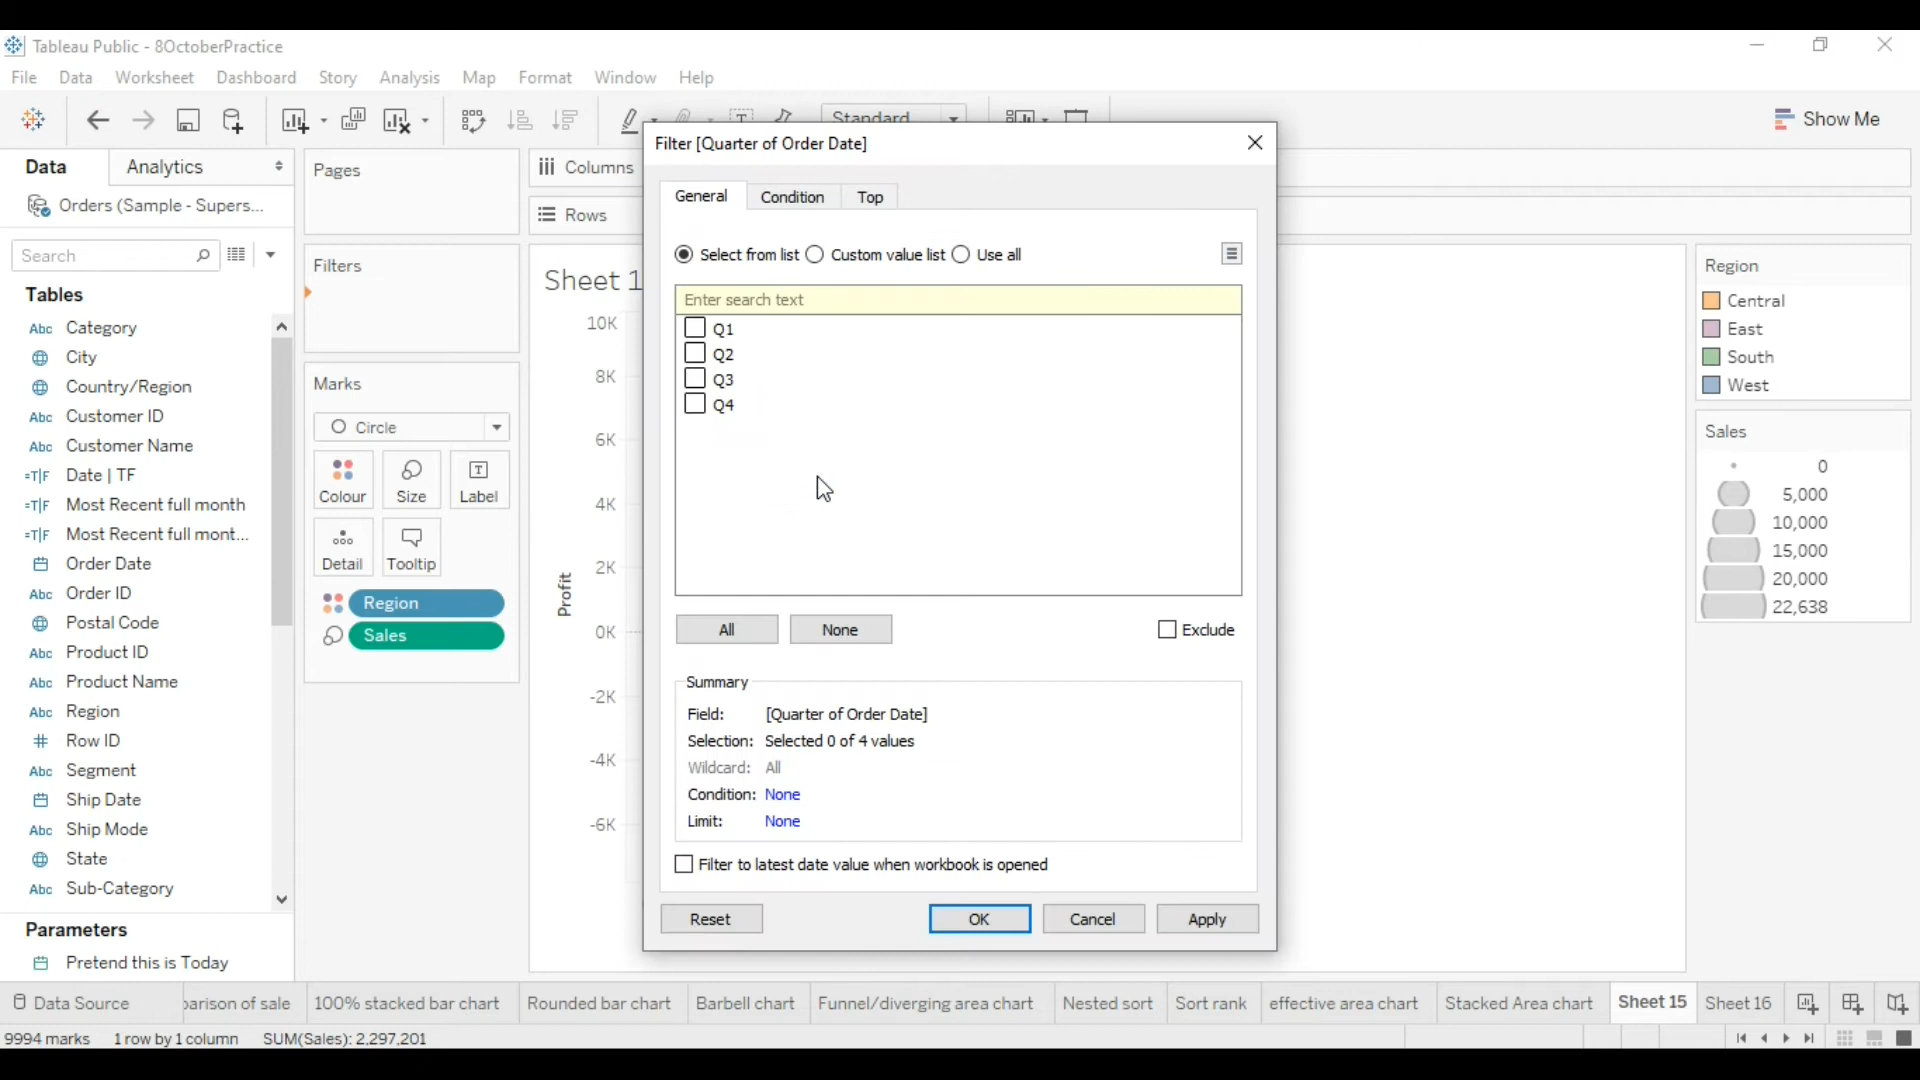 Tableau Public - 8OctoberPractice
File Data Worksheet Dashboard Story Analysis Map Format Window Help
Standard
Show Me
Data
Analytics
Orders (Sample - Supers...
Search
Tables
Abc Category
City
Country/Region
Abc Customer ID
Abc Customer Name
=T|F Date | TF
=T|F Most Recent full month
=T|F Most Recent full mont...
Order Date
Abc Order ID
Postal Code
Abc Product ID
Abc Product Name
Abc Region
# Row ID
Abc Segment
Ship Date
Abc Ship Mode
State
Abc Sub-Category
Parameters
Pretend this is Today
Pages
Filters
Marks
Circle
Colour Size Label
Detail Tooltip
Region
Sales
Columns
Rows
Sheet 1
10K
8K
6K
4K
2K
0K
-2K
-4K
-6K
Profit
Filter [Quarter of Order Date]
General Condition Top
Select from list Custom value list Use all
Enter search text
Q1
Q2
Q3
Q4
All None Exclude
Summary
Field: [Quarter of Order Date]
Selection: Selected 0 of 4 values
Wildcard: All
Condition: None
Limit: None
Filter to latest date value when workbook is opened
Reset OK Cancel Apply
Region
Central
East
South
West
Sales
0
5,000
10,000
15,000
20,000
22,638
Data Source parison of sale 100% stacked bar chart Rounded bar chart Barbell chart Funnel/diverging area chart Nested sort Sort rank effective area chart Stacked Area chart Sheet 15 Sheet 16
9994 marks 1 row by 1 column SUM(Sales): 2,297,201